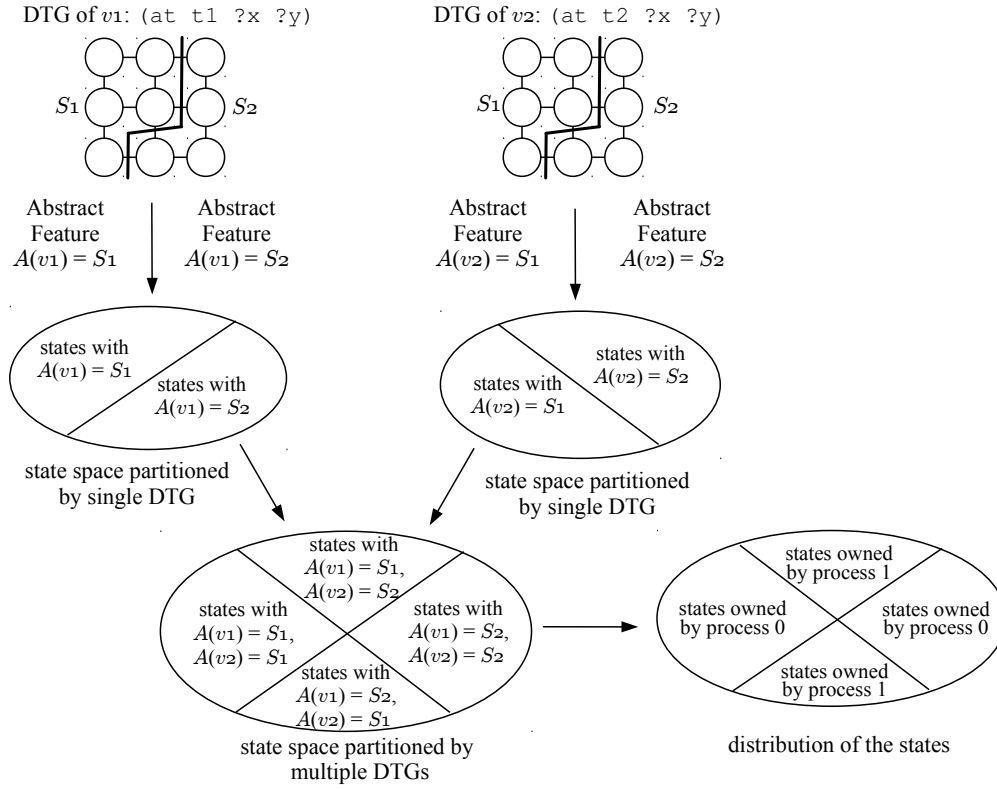 DTG of v1: (at t1 ?x ?y)
DTG of v2: (at t2 ?x ?y)
S1
S2
S1
S2
Abstract
Feature
A(v1) = S1
Abstract
Feature
A(v1) = S2
Abstract
Feature
A(v2) = S1
Abstract
Feature
A(v2) = S2
states with
A(v1) = S1
states with
A(v1) = S2
states with
A(v2) = S2
states with
A(v2) = S1
state space partitioned
by single DTG
state space partitioned
by single DTG
states with
A(v1) = S1,
A(v2) = S2
states with
A(v1) = S1,
A(v2) = S1
states with
A(v1) = S2,
A(v2) = S2
states with
A(v1) = S2,
A(v2) = S1
states owned
by process 1
states owned
by process 0
states owned
by process 0
states owned
by process 1
state space partitioned by
multiple DTGs
distribution of the states